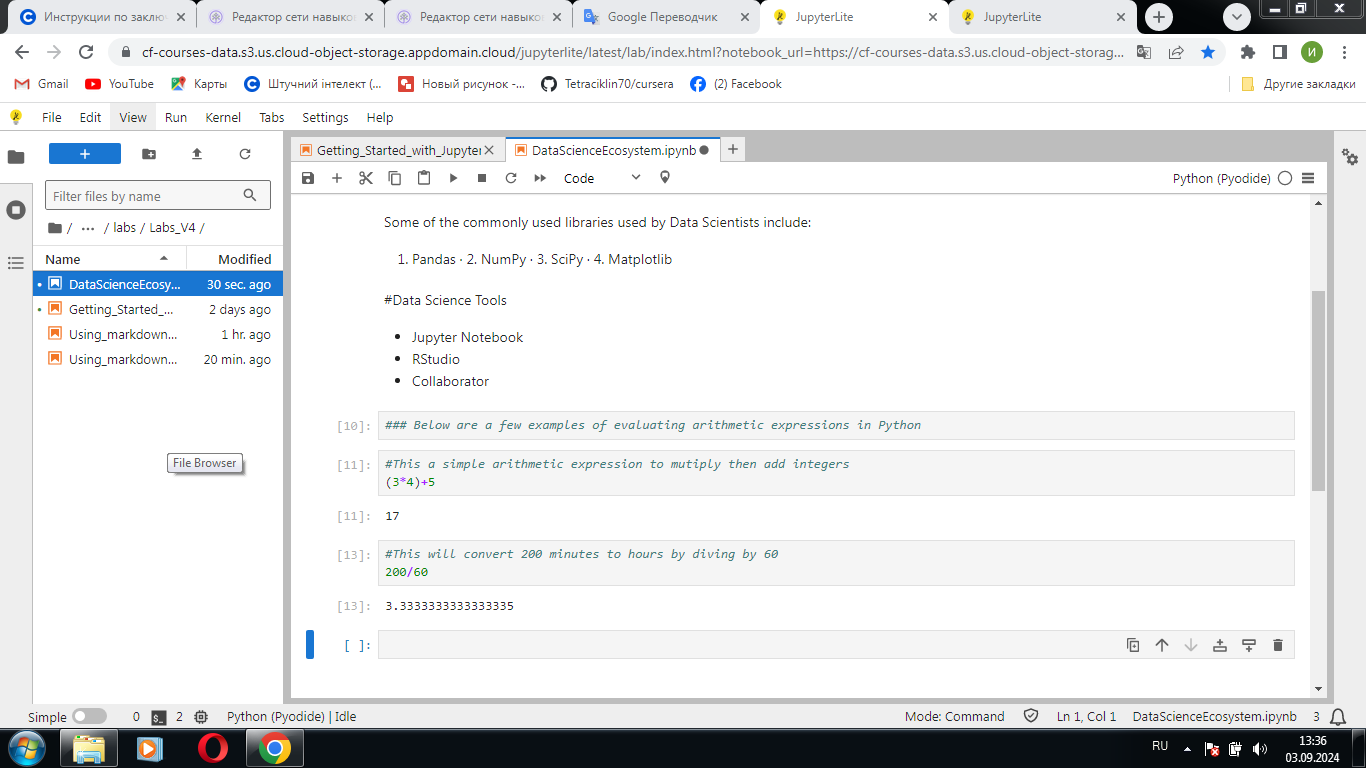 Инструкции по заключ
Редактор сети навыко
Редактор сети навыко
Google Переводчик
JupyterLite
JupyterLite
cf-courses-data.s3.us.cloud-object-storage.appdomain.cloud/jupyterlite/latest/lab/index.html?notebook_url=https://cf-courses-data.s3.us.cloud-object-storag...
И
Gmail
YouTube
Карты
Штучний інтелект (...
Новый рисунок -...
Tetraciklin70/cursera
(2) Facebook
Другие закладки
File Edit View Run Kernel Tabs Settings Help
Getting_Started_with_Jupyter
DataScienceEcosystem.ipynb
Code
Python (Pyodide)
Filter files by name
/ ··· / labs / Labs_V4 /
Name Modified
DataScienceEcosy... 30 sec. ago
Getting_Started_... 2 days ago
Using_markdown... 1 hr. ago
Using_markdown... 20 min. ago
File Browser
Some of the commonly used libraries used by Data Scientists include:
1. Pandas · 2. NumPy · 3. SciPy · 4. Matplotlib
#Data Science Tools
• Jupyter Notebook
• RStudio
• Collaborator
[10]: ### Below are a few examples of evaluating arithmetic expressions in Python
[11]: #This a simple arithmetic expression to mutiply then add integers
(3*4)+5
[11]: 17
[13]: #This will convert 200 minutes to hours by diving by 60
200/60
[13]: 3.3333333333333335
[ ]:
Simple 0 2 Python (Pyodide) | Idle Mode: Command Ln 1, Col 1 DataScienceEcosystem.ipynb 3
RU
13:36
03.09.2024